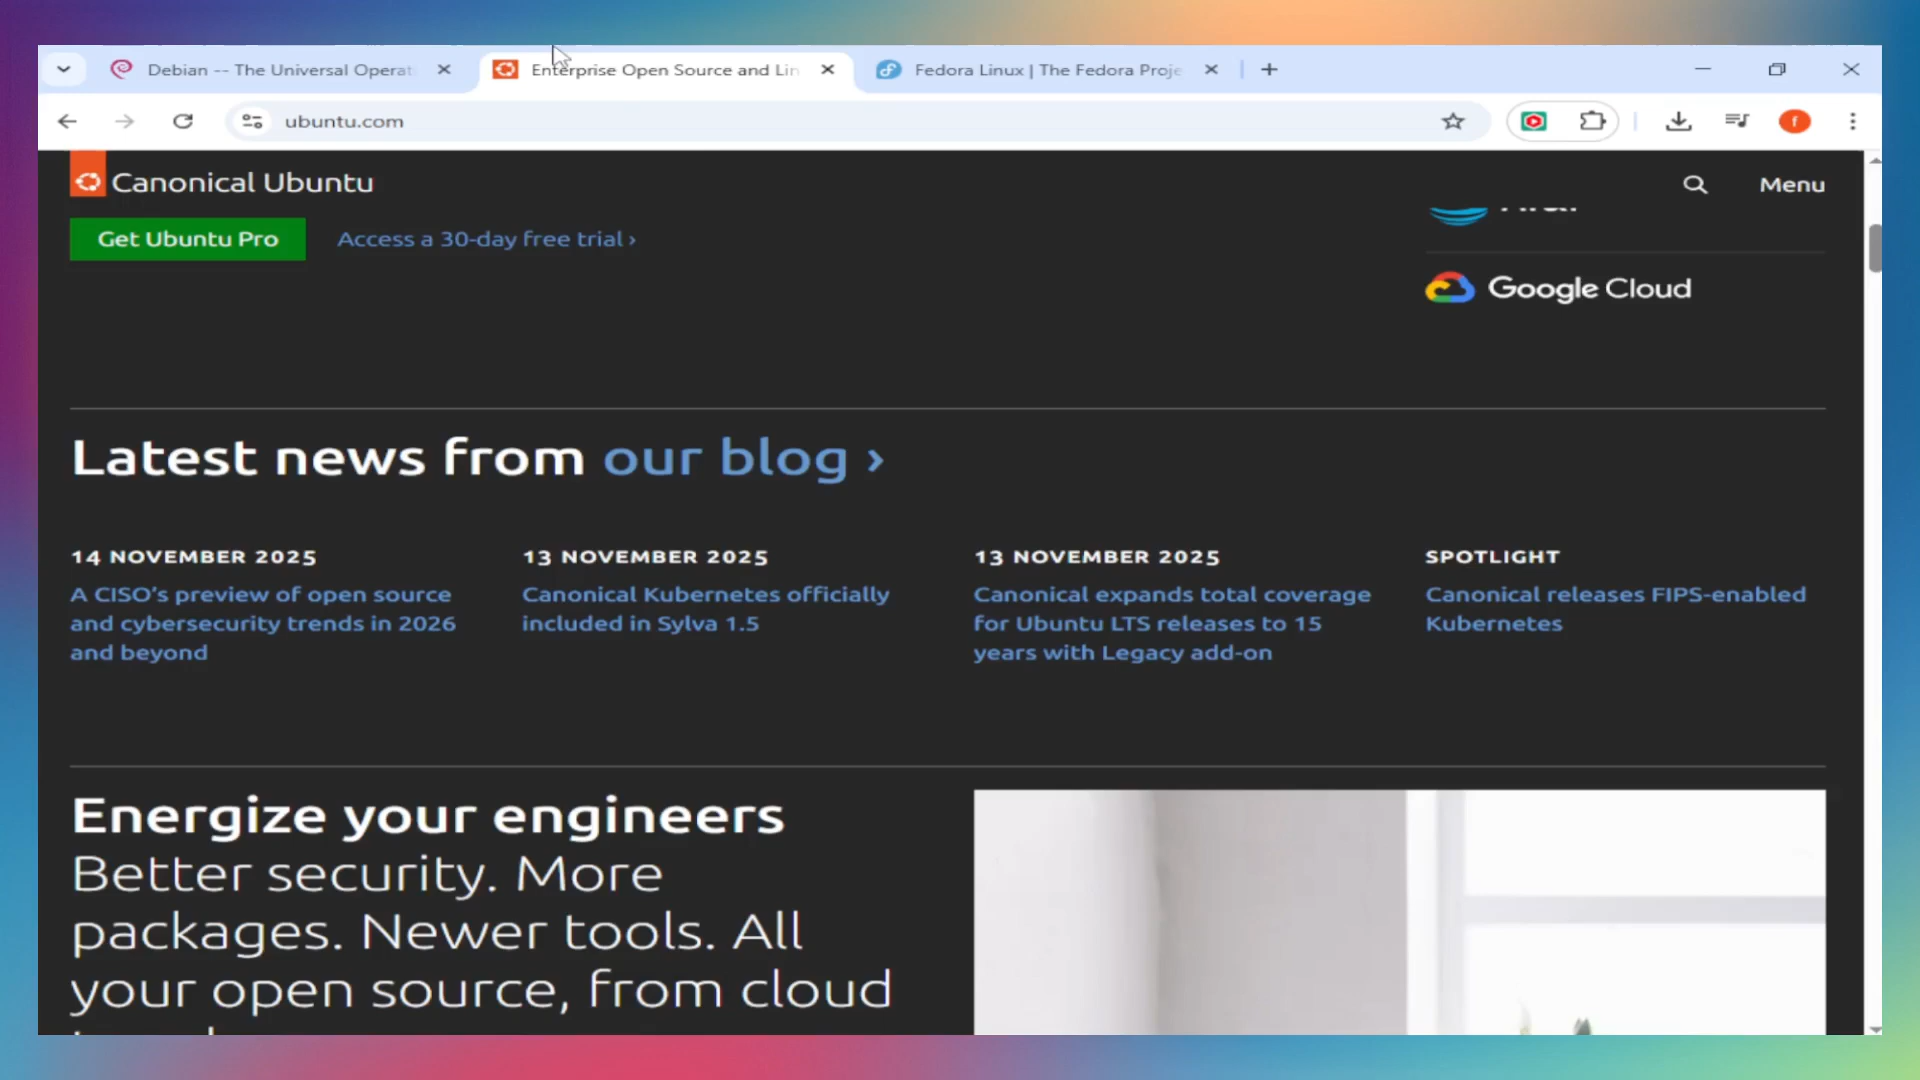 Debian -- The Universal Operat
Enterprise Open Source and Lin
Fedora Linux | The Fedora Proje
ubuntu.com
f
Canonical Ubuntu
Menu
Get Ubuntu Pro
Access a 30-day free trial ›
Google Cloud
Latest news from our blog ›
14 NOVEMBER 2025
A CISO's preview of open source
and cybersecurity trends in 2026
and beyond
13 NOVEMBER 2025
Canonical Kubernetes officially
included in Sylva 1.5
13 NOVEMBER 2025
Canonical expands total coverage
for Ubuntu LTS releases to 15
years with Legacy add-on
SPOTLIGHT
Canonical releases FIPS-enabled
Kubernetes
Energize your engineers
Better security. More
packages. Newer tools. All
your open source, from cloud